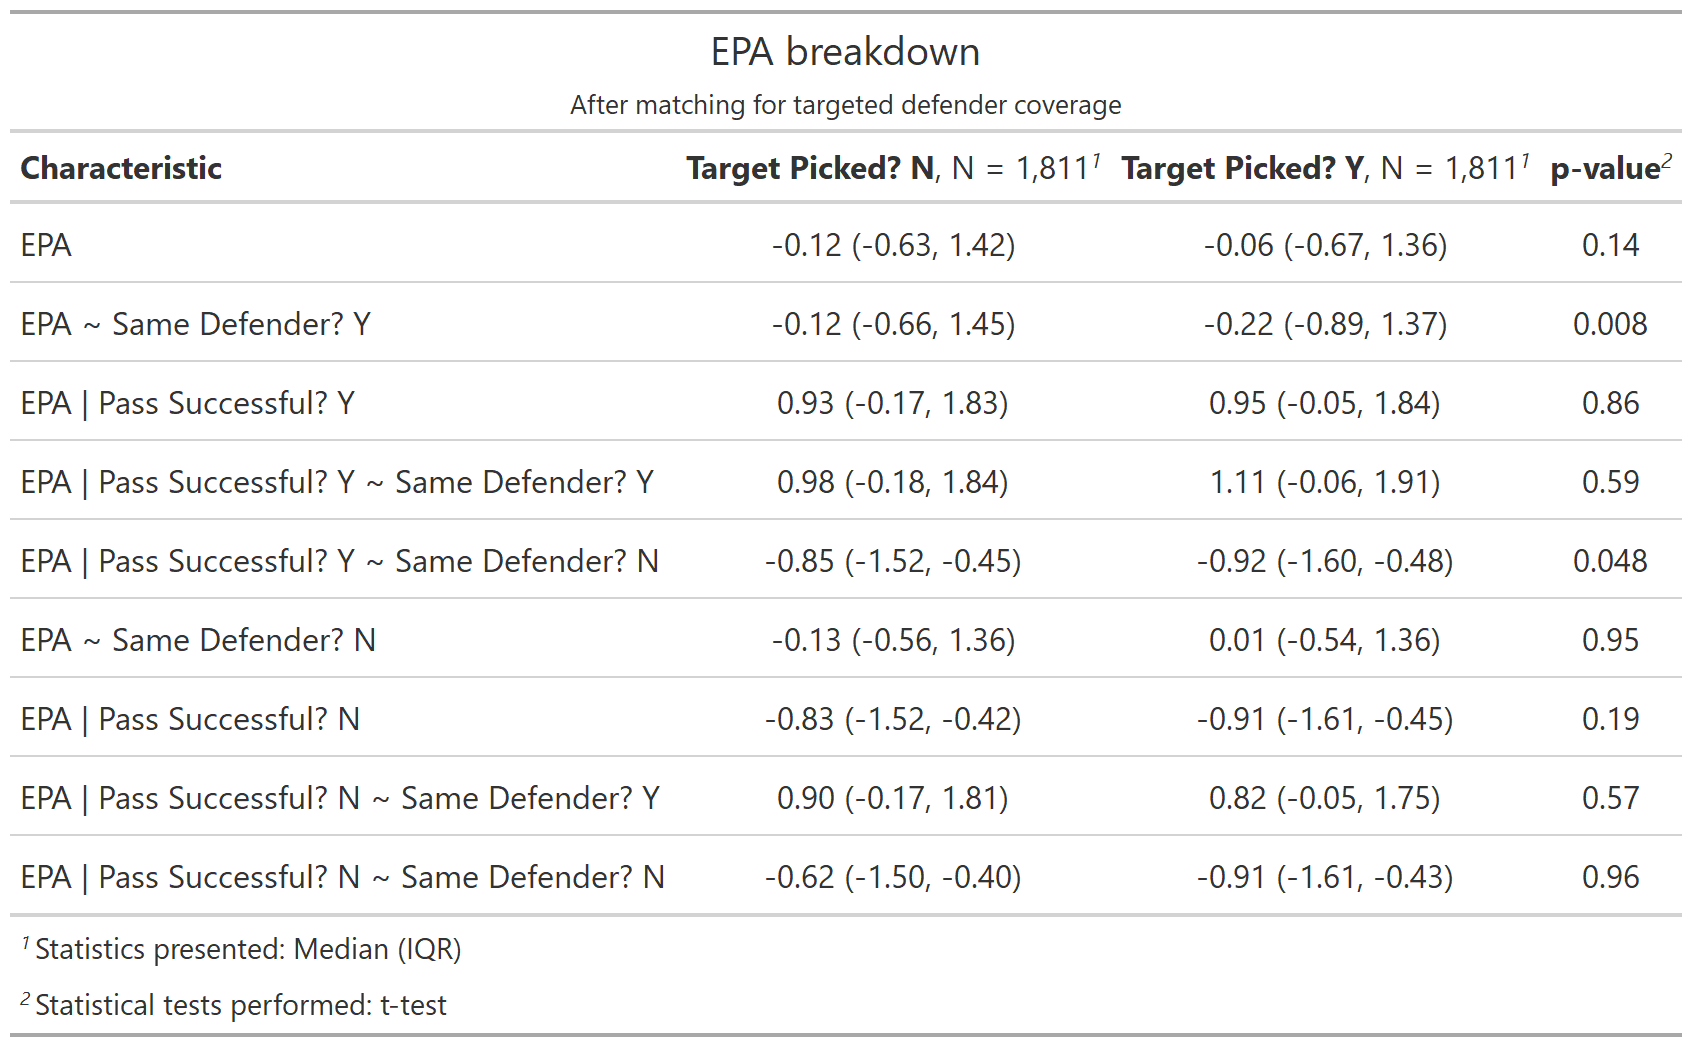 EPA breakdown
After matching for targeted defender coverage
Characteristic Target Picked? N, N = 1,811¹ Target Picked? Y, N = 1,811¹ p-value²
EPA -0.12 (-0.63, 1.42) -0.06 (-0.67, 1.36) 0.14
EPA ~ Same Defender? Y -0.12 (-0.66, 1.45) -0.22 (-0.89, 1.37) 0.008
EPA | Pass Successful? Y 0.93 (-0.17, 1.83) 0.95 (-0.05, 1.84) 0.86
EPA | Pass Successful? Y ~ Same Defender? Y 0.98 (-0.18, 1.84) 1.11 (-0.06, 1.91) 0.59
EPA | Pass Successful? Y ~ Same Defender? N -0.85 (-1.52, -0.45) -0.92 (-1.60, -0.48) 0.048
EPA ~ Same Defender? N -0.13 (-0.56, 1.36) 0.01 (-0.54, 1.36) 0.95
EPA | Pass Successful? N -0.83 (-1.52, -0.42) -0.91 (-1.61, -0.45) 0.19
EPA | Pass Successful? N ~ Same Defender? Y 0.90 (-0.17, 1.81) 0.82 (-0.05, 1.75) 0.57
EPA | Pass Successful? N ~ Same Defender? N -0.62 (-1.50, -0.40) -0.91 (-1.61, -0.43) 0.96
¹ Statistics presented: Median (IQR)
² Statistical tests performed: t-test